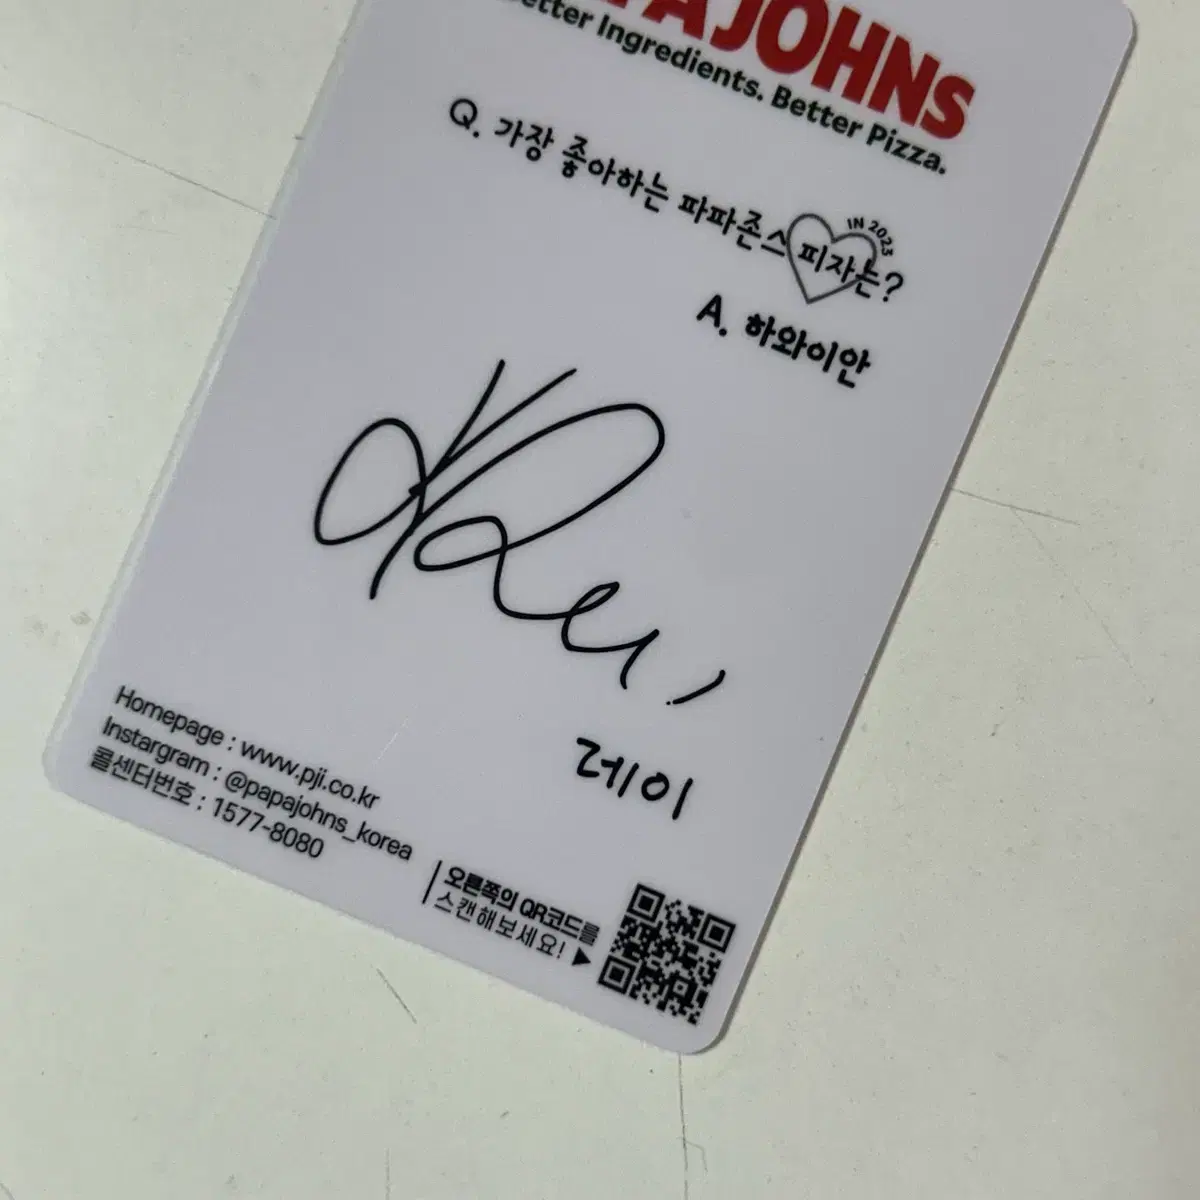 PAPAJOHNS
Better Ingredients. Better Pizza.
Q. 가장 좋아하는 파파존스 피자는?
IN 2023
A. 하와이안
레이
Homepage : www.pji.co.kr
Instargram : @papajohns_korea
콜센터번호 : 1577-8080
오른쪽의 QR코드를
스캔해보세요! ▶